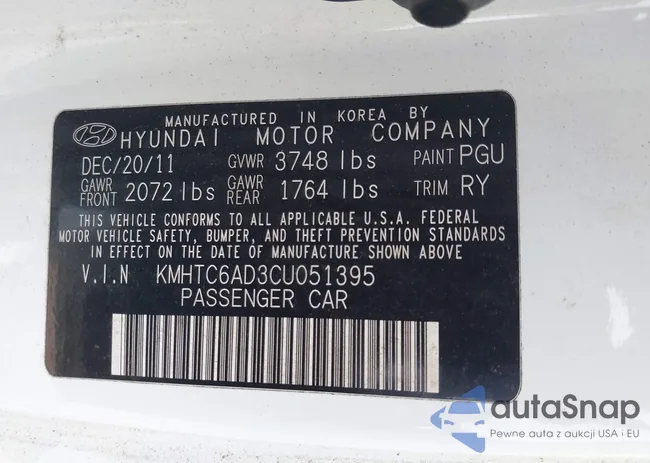 MANUFACTURED IN KOREA BY
HYUNDAI MOTOR COMPANY
DEC/20/11 GVWR 3748 lbs PAINT PGU
GAWR FRONT 2072 lbs GAWR REAR 1764 lbs TRIM RY
THIS VEHICLE CONFORMS TO ALL APPLICABLE U.S.A. FEDERAL
MOTOR VEHICLE SAFETY, BUMPER, AND THEFT PREVENTION STANDARDS
IN EFFECT ON THE DATE OF MANUFACTURE SHOWN ABOVE
V.I.N KMHTC6AD3CU051395
PASSENGER CAR
autaSnap
Pewne auta z aukcji USA i EU